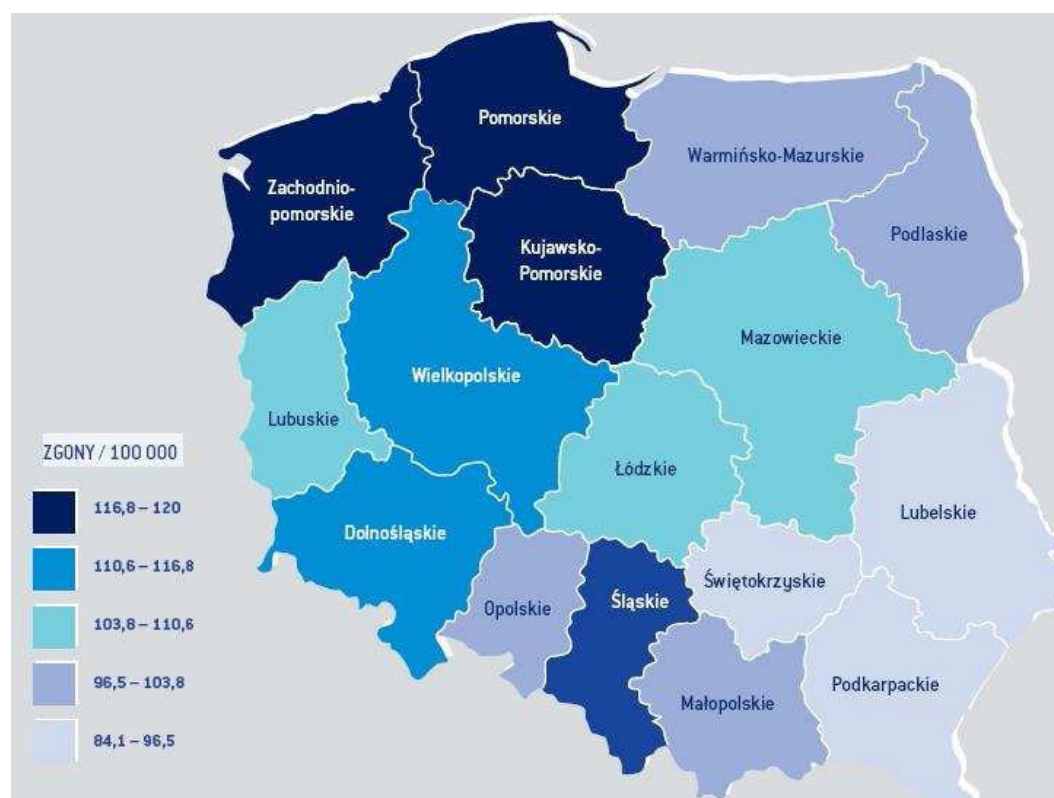 Pomorskie
Warmińsko-Mazurskie
Zachodnio-
pomorskie
Podlaskie
Kujawsko-
Pomorskie
Mazowieckie
Wielkopolskie
Lubuskie
ZGONY / 100 000
Łódzkie
116,8 – 120
Lubelskie
Dolnośląskie
110,6 – 116,8
Świętokrzyskie
Opolskie
Śląskie
103,8 – 110,6
96,5 – 103,8
Podkarpackie
Małopolskie
84,1 – 96,5